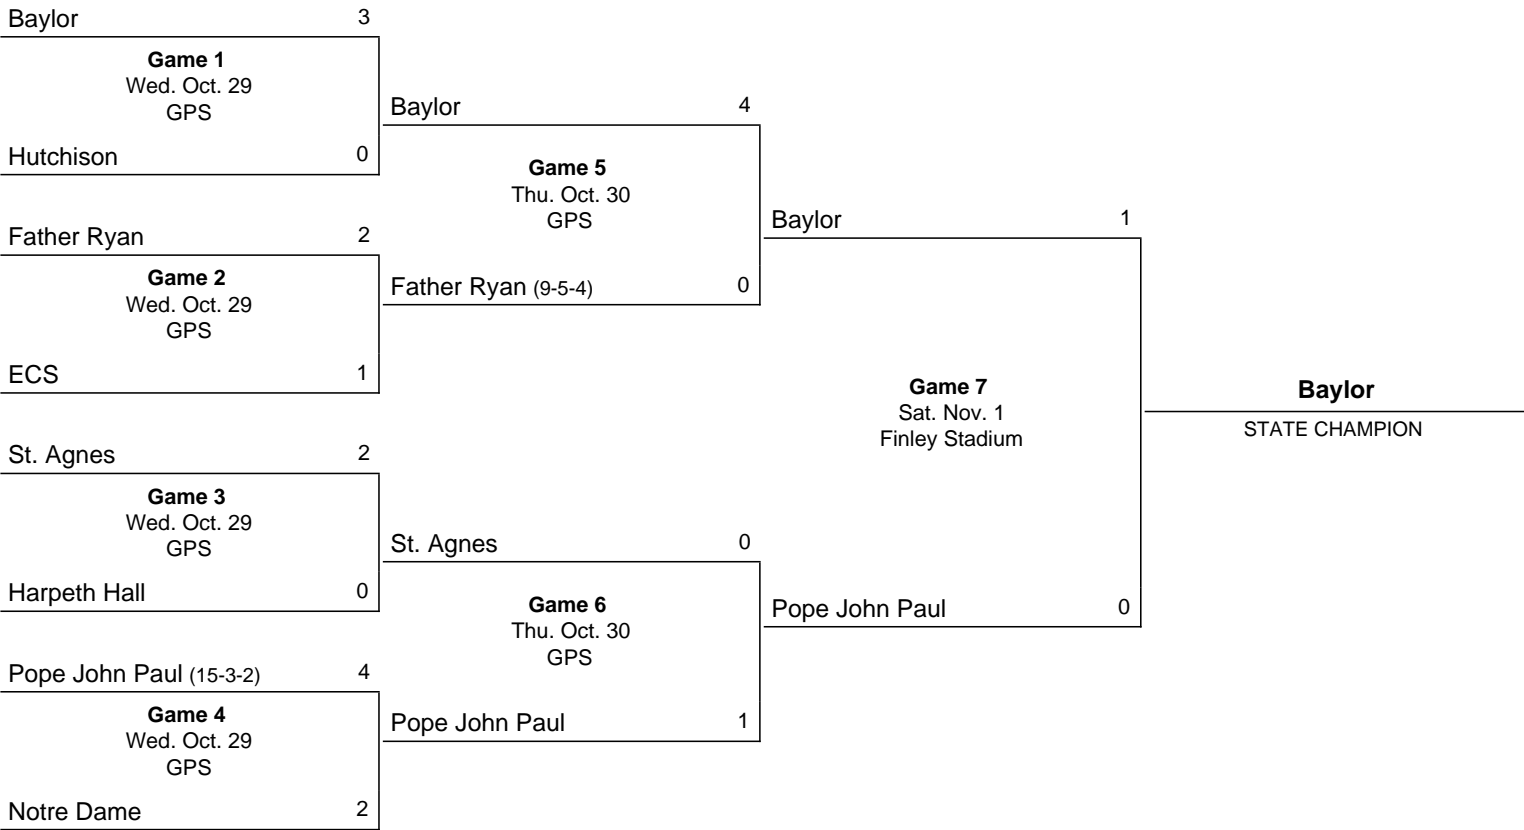 Baylor 3
Game 1
Wed. Oct. 29
GPS
Hutchison 0
Father Ryan 2
Game 2
Wed. Oct. 29
GPS
ECS 1
St. Agnes 2
Game 3
Wed. Oct. 29
GPS
Harpeth Hall 0
Pope John Paul (15-3-2) 4
Game 4
Wed. Oct. 29
GPS
Notre Dame 2
Baylor 4
Game 5
Thu. Oct. 30
GPS
Father Ryan (9-5-4) 0
St. Agnes 0
Game 6
Thu. Oct. 30
GPS
Pope John Paul 1
Baylor 1
Game 7
Sat. Nov. 1
Finley Stadium
Pope John Paul 0
Baylor
STATE CHAMPION